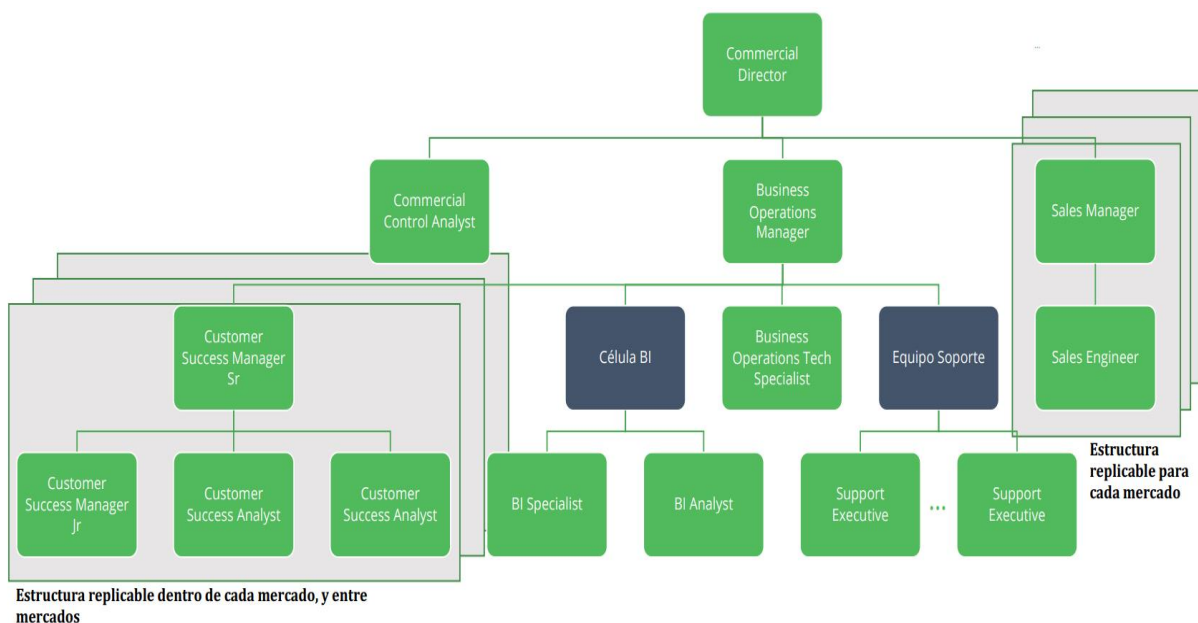 Commercial
Director
...
Commercial
Control Analyst
Business
Operations
Manager
Sales Manager
Customer
Success Manager
Sr
Célula BI
Business
Operations Tech
Specialist
Equipo Soporte
Sales Engineer
Customer
Success Manager
Jr
Customer
Success Analyst
Customer
Success Analyst
BI Specialist
BI Analyst
Support
Executive
...
Support
Executive
Estructura
replicable para
cada mercado
Estructura replicable dentro de cada mercado, y entre
mercados